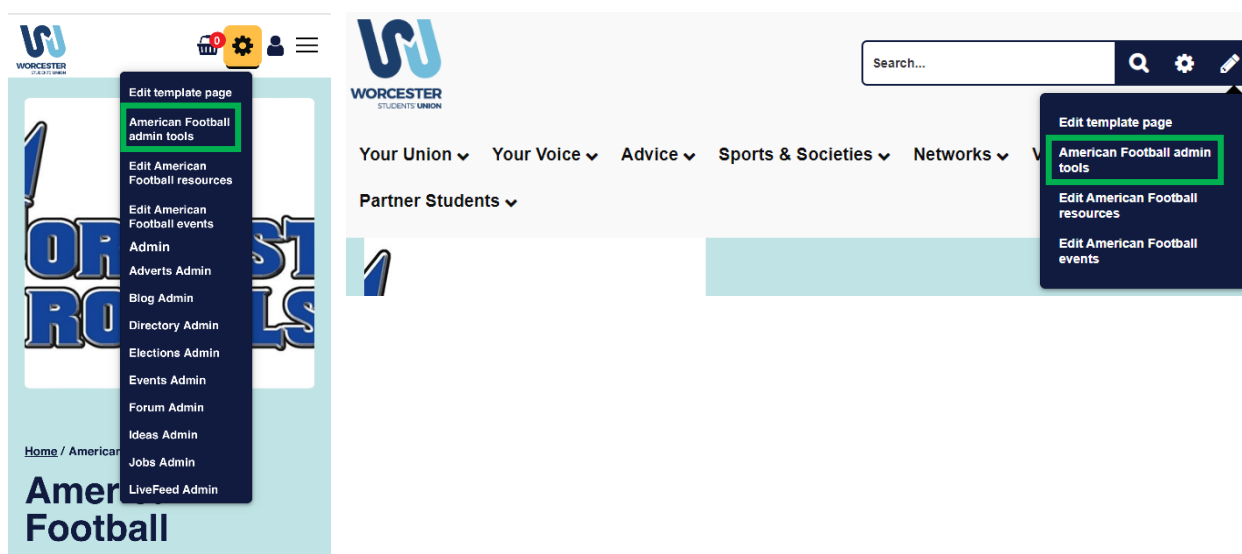 WORCESTER
STUDENTS' UNION
0
Edit template page
American Football
admin tools
Edit American
Football resources
Edit American
Football events
Admin
Adverts Admin
Blog Admin
Directory Admin
Elections Admin
Events Admin
Forum Admin
Ideas Admin
Jobs Admin
LiveFeed Admin
Home / American
Amer
Football
WORCESTER
STUDENTS' UNION
Search...
Your Union
Your Voice
Advice
Sports & Societies
Networks
V
Partner Students
Edit template page
American Football admin
tools
Edit American Football
resources
Edit American Football
events